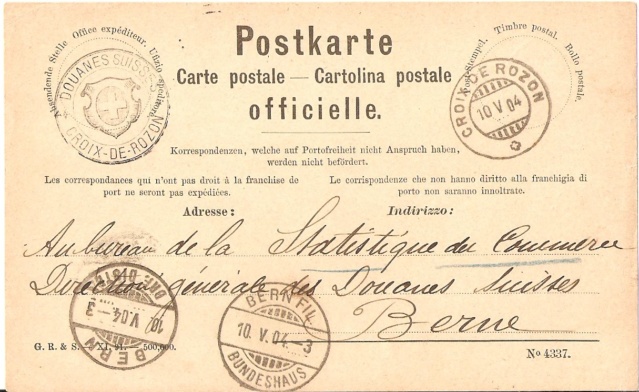 Absendende Stelle Office expéditeur. Ufizio speditore
Postkarte
Poststempel. Timbre postal. Bollo postale
Carte postale — Cartolina postale
officielle.
DOUANES SUISSES
CROIX-DE-ROZON
CROIX DE ROZON
10 V 04
Korrespondenzen, welche auf Portofreiheit nicht Anspruch haben,
werden nicht befördert.
Les correspondances qui n'ont pas droit à la franchise de
port ne seront pas expédiées.
Le corrispondenze che non hanno diritto alla franchigia di
porto non saranno innoltrate.
Adresse: Indirizzo:
Au bureau de la Statistique du Commerce
Direction générale des Douanes Suisses
Berne
BERN
10. V. 04.–3
BERN FIL.
10. V. 04.–3
BUNDESHAUS
G. R. & S. — XI. 91. — 500,000.
No 4337.